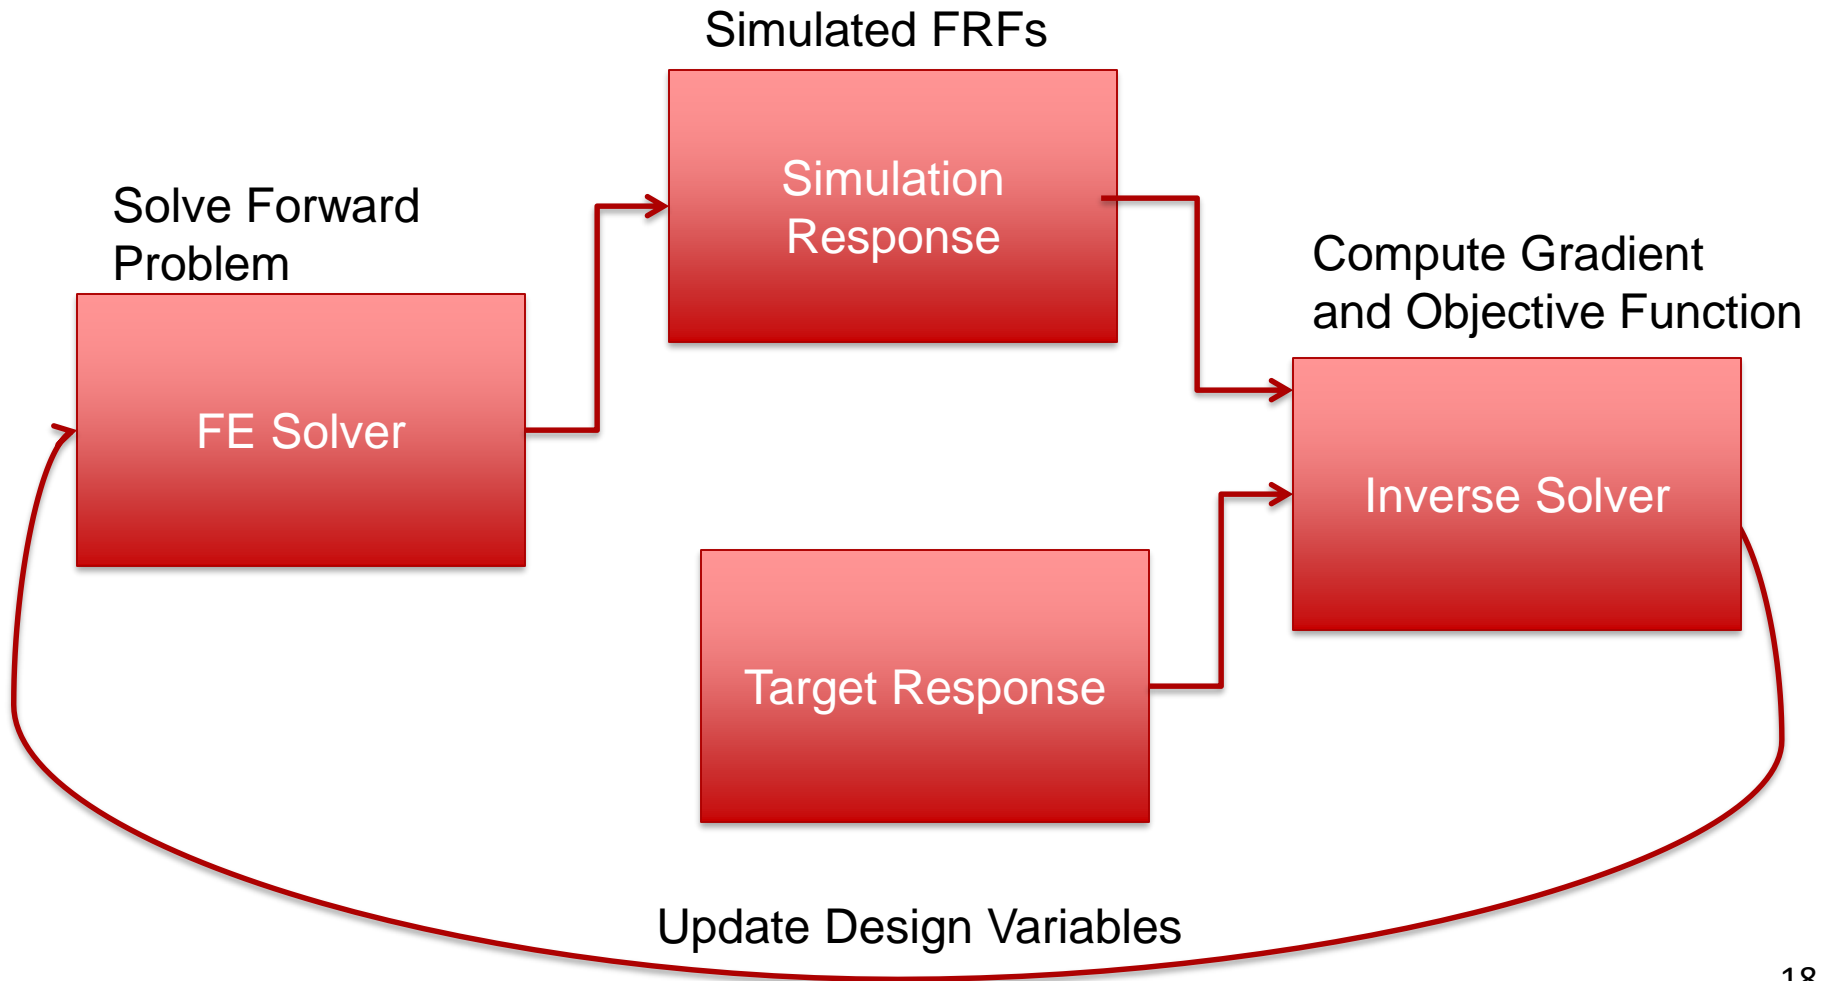 Simulated FRFs
Simulation
Response
Solve Forward
Problem
FE Solver
Compute Gradient
and Objective Function
Inverse Solver
Target Response
Update Design Variables
18